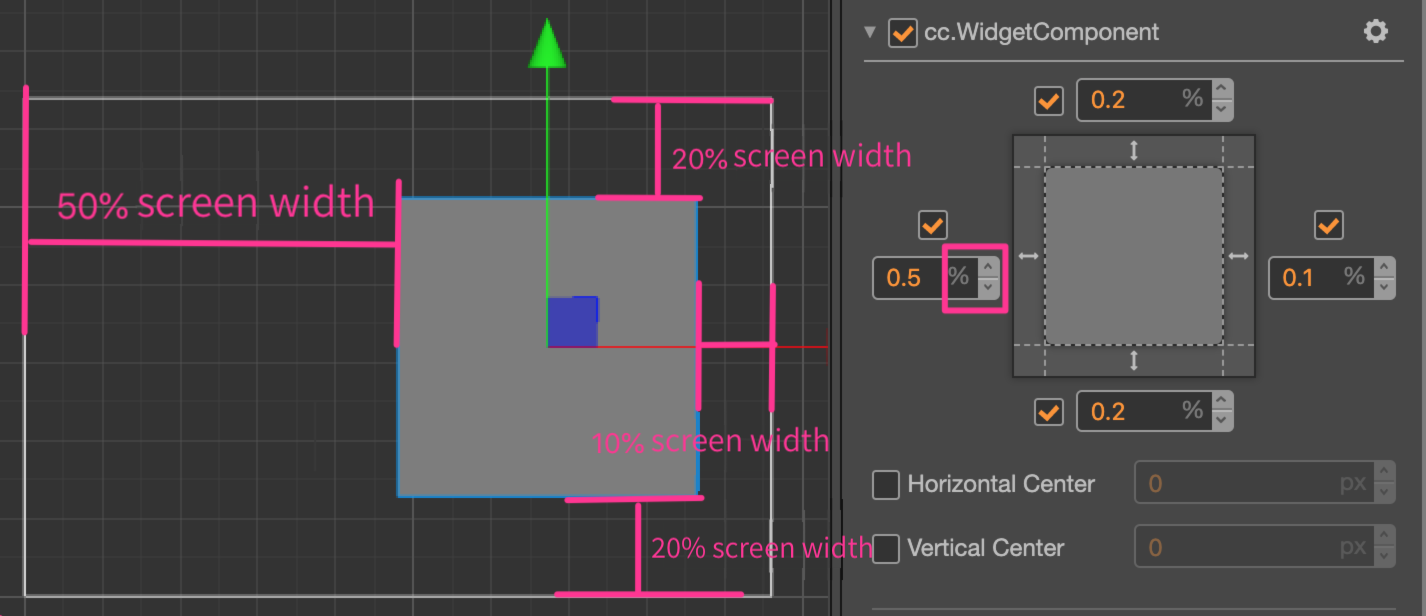 cc.WidgetComponent
0.2 %
20% screen width
50% screen width
0.5 %
0.1 %
10% screen width
0.2 %
Horizontal Center 0 px
20% screen width
Vertical Center 0 px